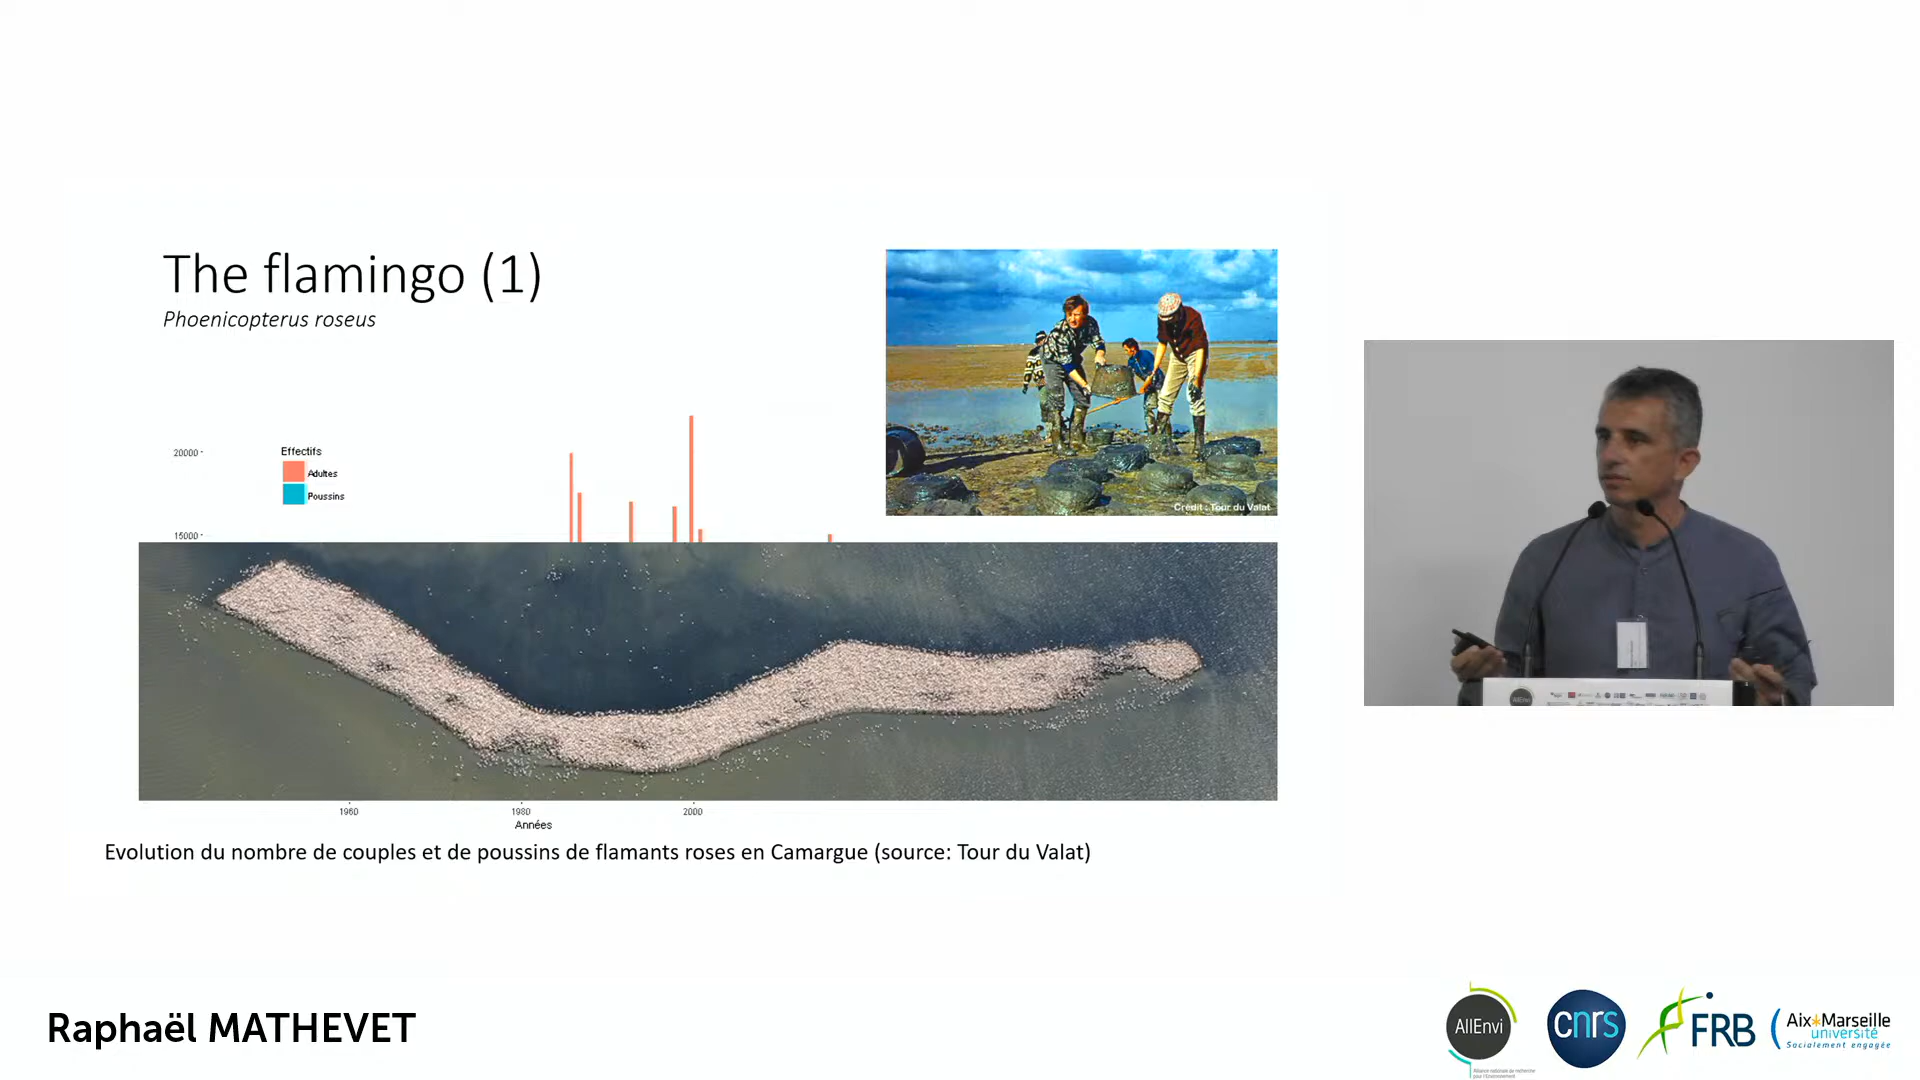 The flamingo (1)
Phoenicopterus roseus
Effectifs
Adultes
Poussins
20000
15000
Crédit : Tour du Valat
1960
1980
2000
Années
Evolution du nombre de couples et de poussins de flamants roses en Camargue (source: Tour du Valat)
Raphaël MATHEVET
AllEnvi
Alliance nationale de recherche
pour l'Environnement
cnrs
FRB
Aix*Marseille
université
Socialement engagée